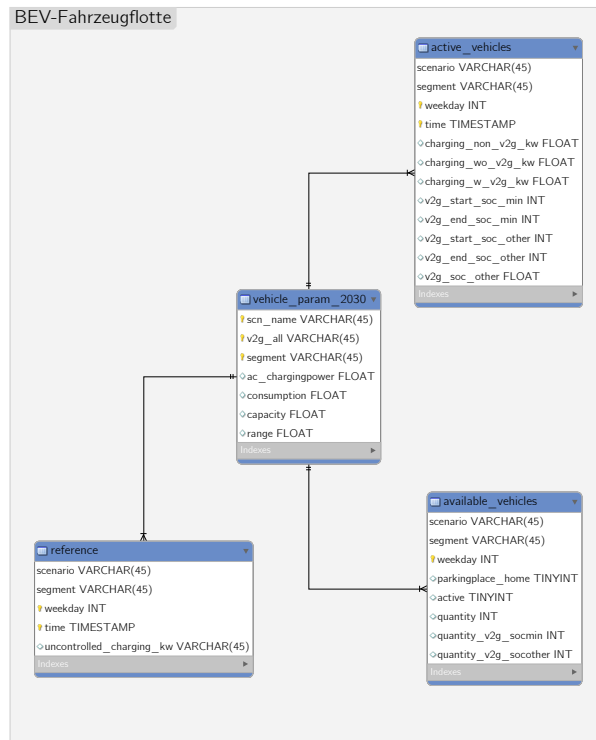 BEV-Fahrzeugflotte
active_vehicles
scenario VARCHAR(45)
segment VARCHAR(45)
weekday INT
time TIMESTAMP
charging_non_v2g_kw FLOAT
charging_wo_v2g_kw FLOAT
charging_w_v2g_kw FLOAT
v2g_start_soc_min INT
v2g_end_soc_min INT
v2g_start_soc_other INT
v2g_end_soc_other INT
v2g_soc_other FLOAT
Indexes
vehicle_param_2030
scn_name VARCHAR(45)
v2g_all VARCHAR(45)
segment VARCHAR(45)
ac_chargingpower FLOAT
consumption FLOAT
capacity FLOAT
range FLOAT
Indexes
available_vehicles
scenario VARCHAR(45)
segment VARCHAR(45)
weekday INT
parkingplace_home TINYINT
active TINYINT
quantity INT
quantity_v2g_socmin INT
quantity_v2g_socother INT
Indexes
reference
scenario VARCHAR(45)
segment VARCHAR(45)
weekday INT
time TIMESTAMP
uncontrolled_charging_kw VARCHAR(45)
Indexes